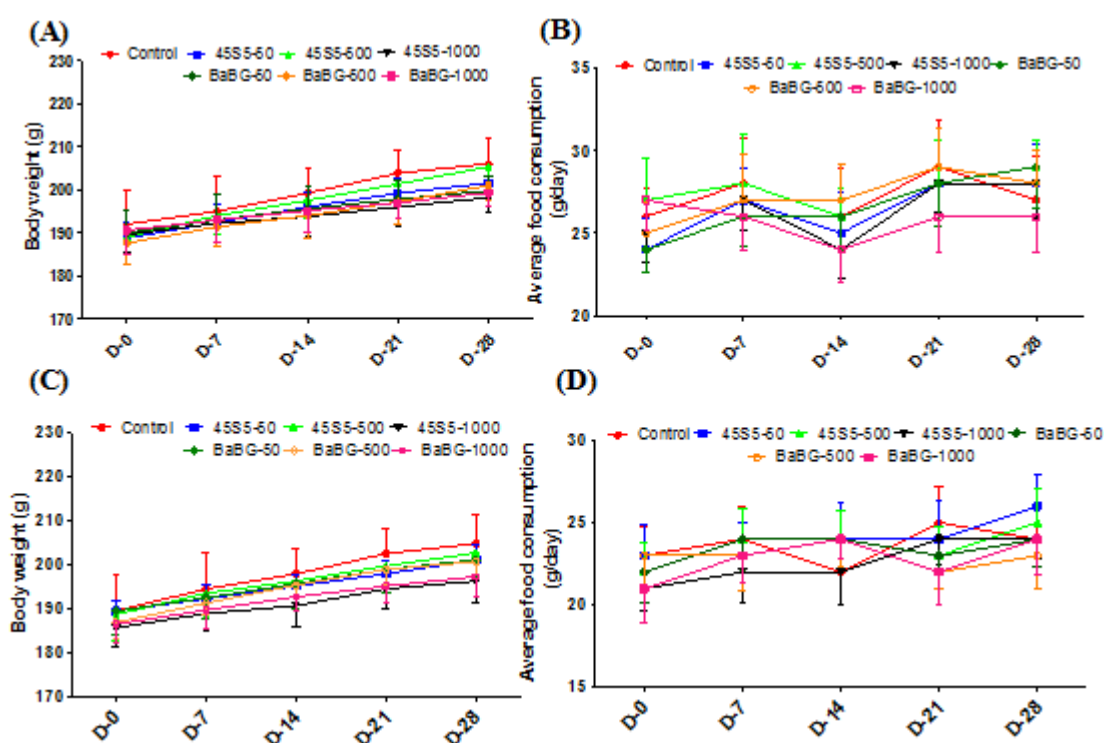 (A)
Control 45S5-50 45S5-500 45S5-1000
BaBG-50 BaBG-500 BaBG-1000
230
220
210
200
190
180
170
Body weight (g)
D-0 D-7 D-14 D-21 D-28
(B)
Control 45S5-50 45S5-500 45S5-1000 BaBG-50
BaBG-500 BaBG-1000
35
30
25
20
Average food consumption
(g/day)
D-0 D-7 D-14 D-21 D-28
(C)
Control 45S5-50 45S5-500 45S5-1000
BaBG-50 BaBG-500 BaBG-1000
230
220
210
200
190
180
170
Body weight (g)
D-0 D-7 D-14 D-21 D-28
(D)
Control 45S5-50 45S5-500 45S5-1000 BaBG-50
BaBG-500 BaBG-1000
30
25
20
15
Average food consumption
(g/day)
D-0 D-7 D-14 D-21 D-28